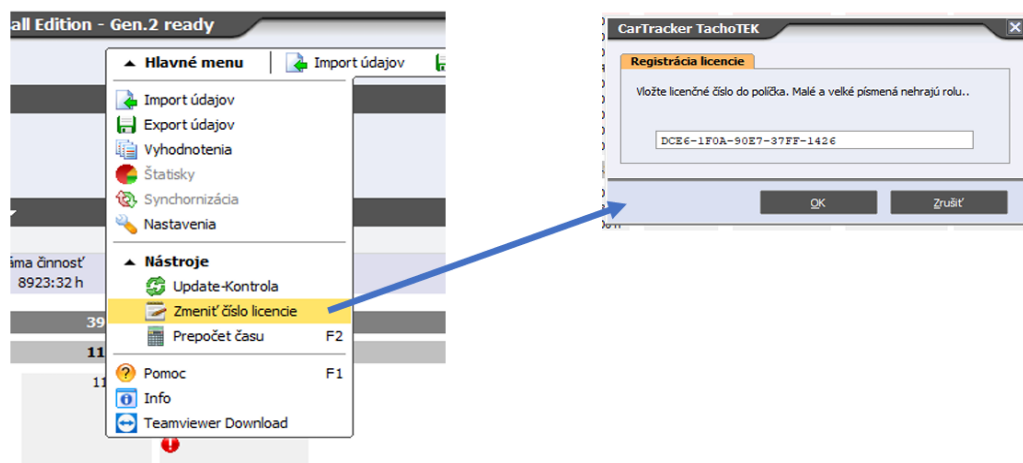 all Edition - Gen.2 ready
Hlavné menu
Import údajov
Import údajov
Export údajov
Vyhodnotenia
Štatisky
Synchornizácia
Nastavenia
Nástroje
Update-Kontrola
Zmeniť číslo licencie
Prepočet času F2
Pomoc F1
Info
Teamviewer Download
áma činnosť
8923:32 h
39
11
11
CarTracker TachoTEK
Registrácia licencie
Vložte licenčné číslo do políčka. Malé a velké písmená nehrajú rolu..
DCE6-1F0A-90E7-37FF-1426
OK
Zrušiť